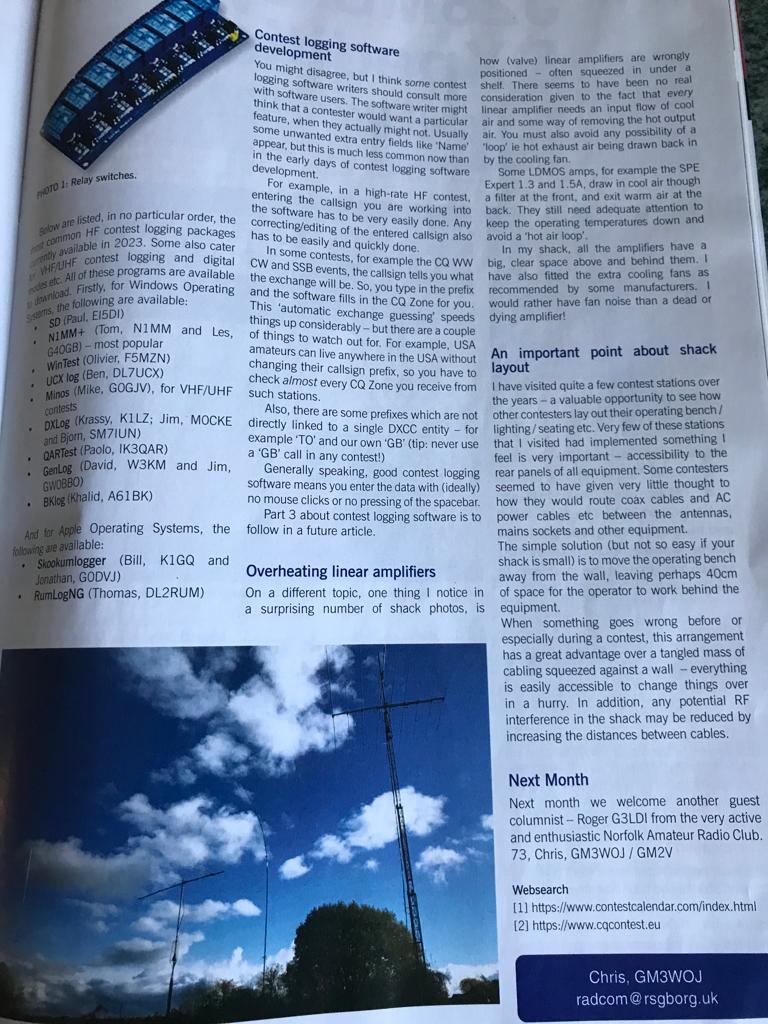 PHOTO 1: Relay switches.
Below are listed, in no particular order, the
most common HF contest logging packages
currently available in 2023. Some also cater
for VHF/UHF contest logging and digital
modes etc. All of these programs are available
to download. Firstly, for Windows Operating
Systems, the following are available:
• SD (Paul, EI5DI)
• N1MM+ (Tom, N1MM and Les,
G4OGB) – most popular
• WinTest (Olivier, F5MZN)
• UCX log (Ben, DL7UCX)
• Minos (Mike, G0GJV), for VHF/UHF
contests
• DXLog (Krassy, K1LZ; Jim, M0CKE
and Bjorn, SM7IUN)
• QARTest (Paolo, IK3QAR)
• GenLog (David, W3KM and Jim,
GW0BBO)
• BKlog (Khalid, A61BK)
And for Apple Operating Systems, the
following are available:
• Skookumlogger (Bill, K1GQ and
Jonathan, G0DVJ)
• RumLogNG (Thomas, DL2RUM)
Contest logging software
development
You might disagree, but I think some contest
logging software writers should consult more
with software users. The software writer might
think that a contester would want a particular
feature, when they actually might not. Usually
some unwanted extra entry fields like 'Name'
appear, but this is much less common now than
in the early days of contest logging software
development.
For example, in a high-rate HF contest,
entering the callsign you are working into
the software has to be very easily done. Any
correcting/editing of the entered callsign also
has to be easily and quickly done.
In some contests, for example the CQ WW
CW and SSB events, the callsign tells you what
the exchange will be. So, you type in the prefix
and the software fills in the CQ Zone for you.
This 'automatic exchange guessing' speeds
things up considerably – but there are a couple
of things to watch out for. For example, USA
amateurs can live anywhere in the USA without
changing their callsign prefix, so you have to
check almost every CQ Zone you receive from
such stations.
Also, there are some prefixes which are not
directly linked to a single DXCC entity – for
example 'TO' and our own 'GB' (tip: never use
a 'GB' call in any contest!)
Generally speaking, good contest logging
software means you enter the data with (ideally)
no mouse clicks or no pressing of the spacebar.
Part 3 about contest logging software is to
follow in a future article.
Overheating linear amplifiers
On a different topic, one thing I notice in
a surprising number of shack photos, is
how (valve) linear amplifiers are wrongly
positioned – often squeezed in under a
shelf. There seems to have been no real
consideration given to the fact that every
linear amplifier needs an input flow of cool
air and some way of removing the hot output
air. You must also avoid any possibility of a
'loop' ie hot exhaust air being drawn back in
by the cooling fan.
Some LDMOS amps, for example the SPE
Expert 1.3 and 1.5A, draw in cool air though
a filter at the front, and exit warm air at the
back. They still need adequate attention to
keep the operating temperatures down and
avoid a 'hot air loop'.
In my shack, all the amplifiers have a
big, clear space above and behind them. I
have also fitted the extra cooling fans as
recommended by some manufacturers. I
would rather have fan noise than a dead or
dying amplifier!
An important point about shack
layout
I have visited quite a few contest stations over
the years – a valuable opportunity to see how
other contesters lay out their operating bench /
lighting / seating etc. Very few of these stations
that I visited had implemented something I
feel is very important – accessibility to the
rear panels of all equipment. Some contesters
seemed to have given very little thought to
how they would route coax cables and AC
power cables etc between the antennas,
mains sockets and other equipment.
The simple solution (but not so easy if your
shack is small) is to move the operating bench
away from the wall, leaving perhaps 40cm
of space for the operator to work behind the
equipment.
When something goes wrong before or
especially during a contest, this arrangement
has a great advantage over a tangled mass of
cabling squeezed against a wall – everything
is easily accessible to change things over
in a hurry. In addition, any potential RF
interference in the shack may be reduced by
increasing the distances between cables.
Next Month
Next month we welcome another guest
columnist – Roger G3LDI from the very active
and enthusiastic Norfolk Amateur Radio Club.
73, Chris, GM3WOJ / GM2V
Websearch
[1] https://www.contestcalendar.com/index.html
[2] https://www.cqcontest.eu
Chris, GM3WOJ
radcom@rsgborg.uk